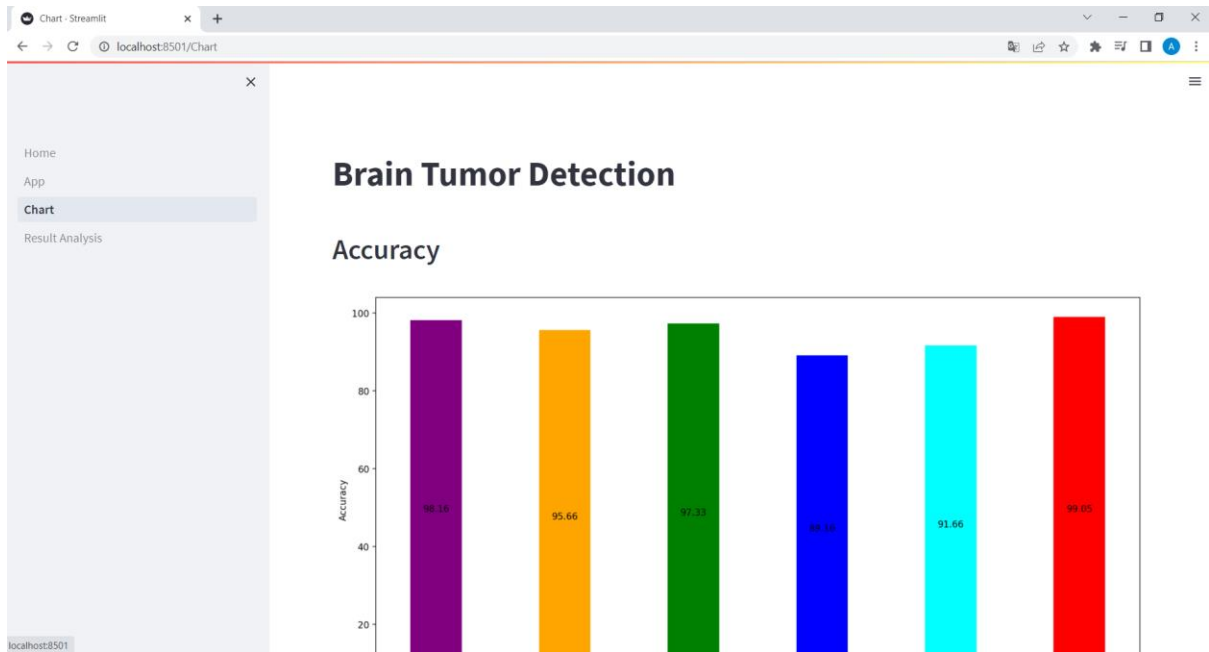 Chart · Streamlit
localhost:8501/Chart
A
Home
App
Chart
Result Analysis
Brain Tumor Detection
Accuracy
100
80
60
40
20
Accuracy
98.16
95.66
97.33
91.66
99.05
localhost:8501